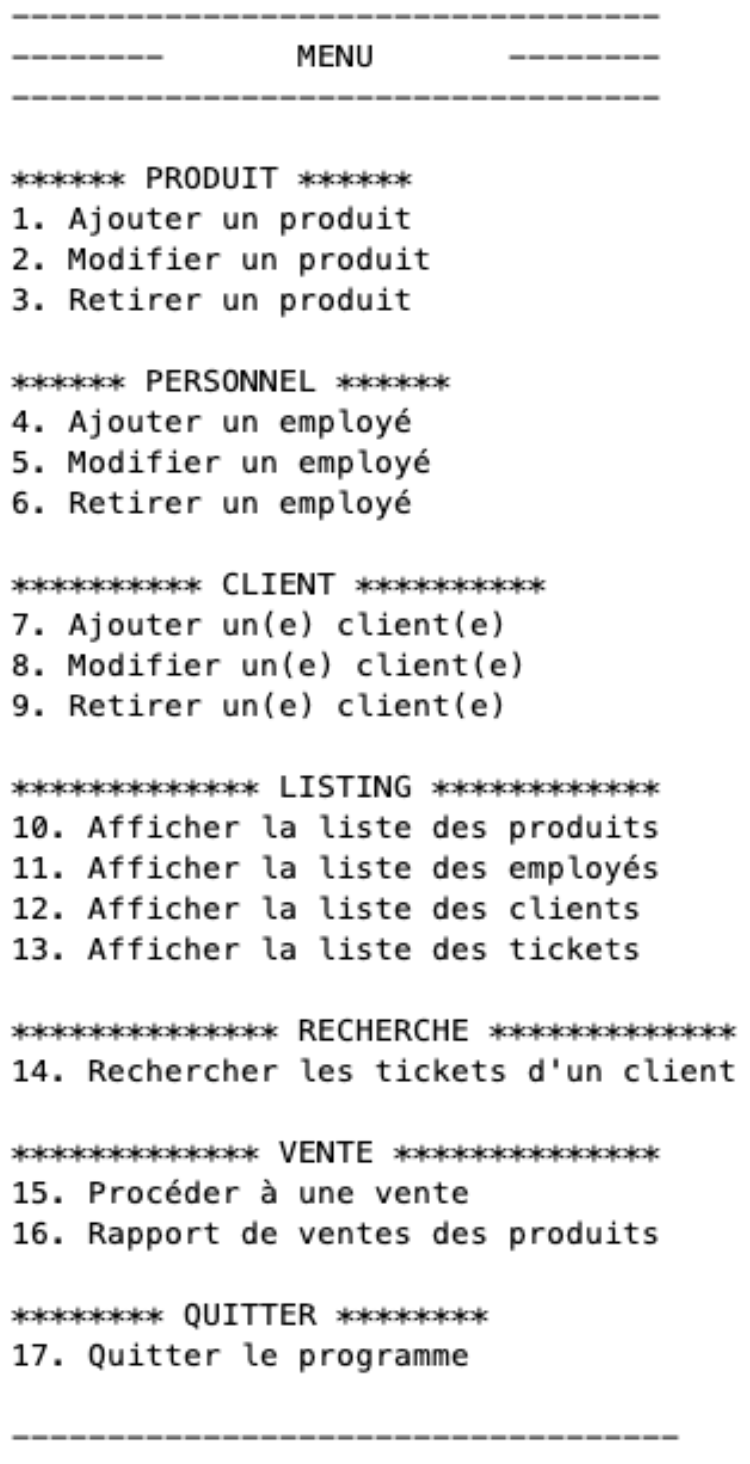 ----------------------------------
--------       MENU       --------
----------------------------------
****** PRODUIT ******
1. Ajouter un produit
2. Modifier un produit
3. Retirer un produit
****** PERSONNEL ******
4. Ajouter un employé
5. Modifier un employé
6. Retirer un employé
********** CLIENT **********
7. Ajouter un(e) client(e)
8. Modifier un(e) client(e)
9. Retirer un(e) client(e)
************* LISTING ************
10. Afficher la liste des produits
11. Afficher la liste des employés
12. Afficher la liste des clients
13. Afficher la liste des tickets
************** RECHERCHE *************
14. Rechercher les tickets d'un client
************* VENTE **************
15. Procéder à une vente
16. Rapport de ventes des produits
******** QUITTER ********
17. Quitter le programme
-----------------------------------